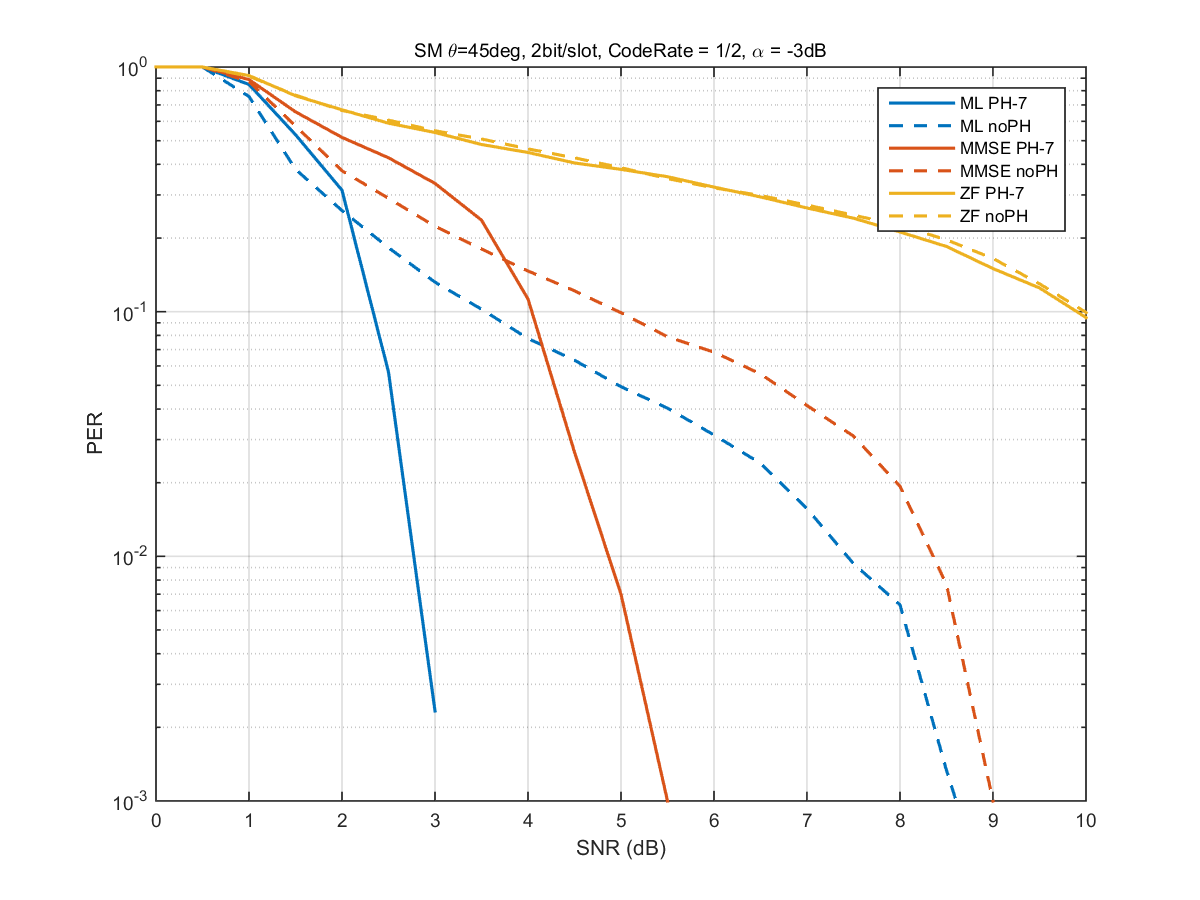 SM θ=45deg, 2bit/slot, CodeRate = 1/2, α = -3dB
10^0
10^-1
10^-2
10^-3
PER
ML PH-7
ML noPH
MMSE PH-7
MMSE noPH
ZF PH-7
ZF noPH
0 1 2 3 4 5 6 7 8 9 10
SNR (dB)